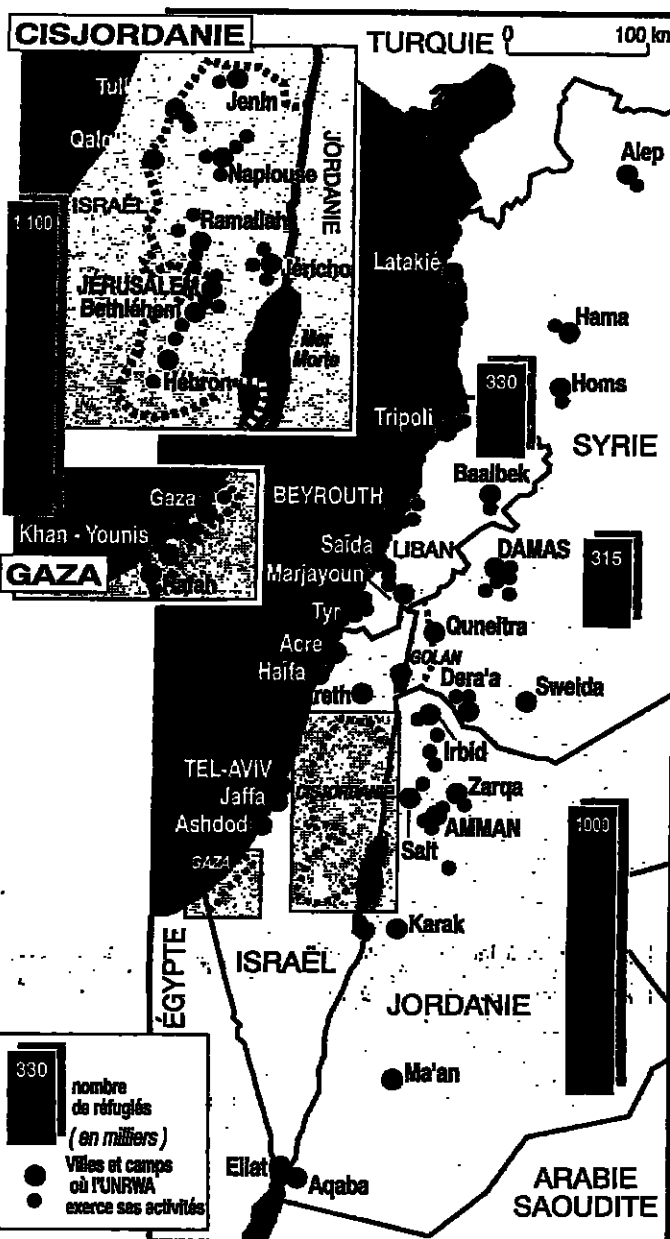 CISJORDANIE
TURQUIE
0 100 km
Jenin
JORDANIE
Naplouse
Alep
ISRAËL
Ramallah
1 100
Jéricho
JÉRUSALEM
Bethléhem
Latakié
Mer
Morte
Hébron
Hama
330
Homs
Tripoli
SYRIE
Baalbek
Gaza
BEYROUTH
Khan - Younis
Saïda
LIBAN
DAMAS
315
GAZA
Marjayoun
Tyr
Quneïtra
Acre
GOLAN
Haïfa
Dera'a
Sweida
Irbid
TEL-AVIV
CISJORDANIE
Zarqa
Jaffa
Ashdod
AMMAN
1000
Salt
GAZA
Karak
ÉGYPTE
ISRAËL
JORDANIE
330
nombre
de réfugiés
(en milliers)
Ma'an
Villes et camps
où l'UNRWA
exerce ses activités
Eilat
Aqaba
ARABIE
SAOUDITE